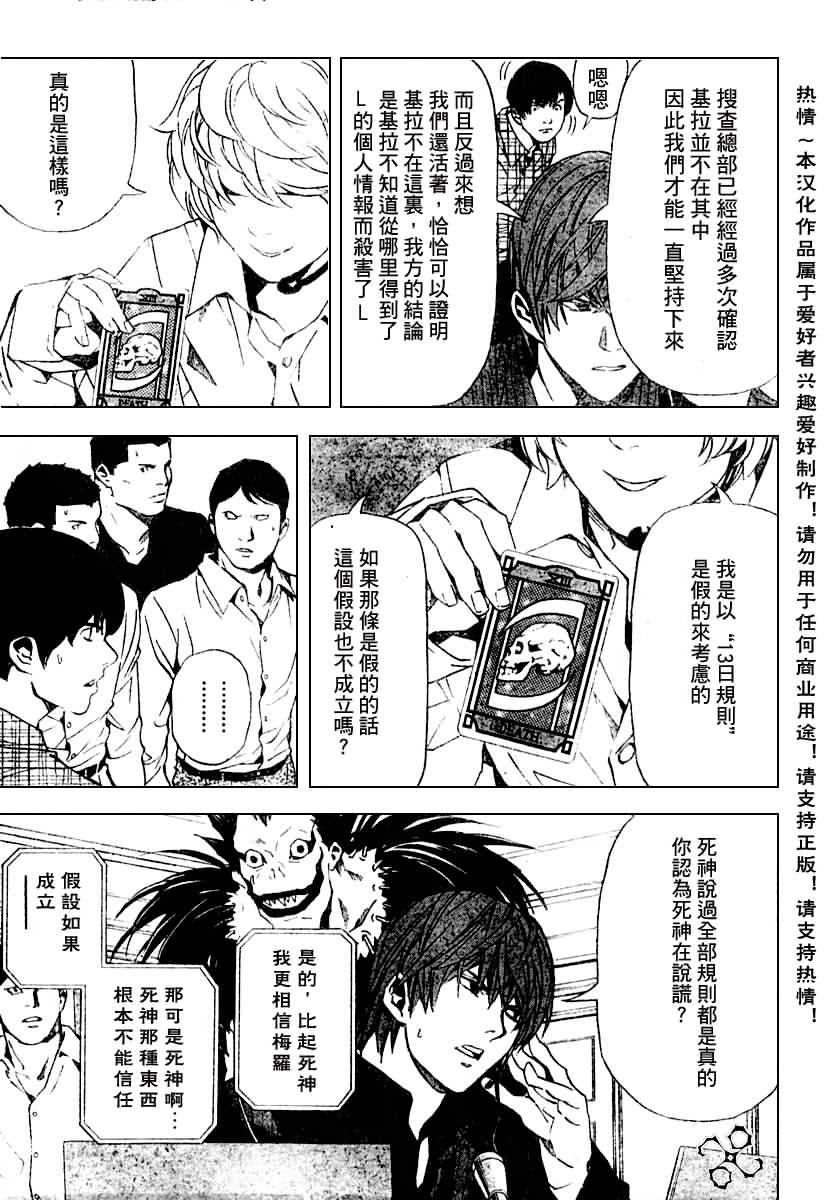 嗯嗯
搜查總部已經經過多次確認
基拉並不在其中
因此我們才能一直堅持下來
而且反過來想
我們還活著，恰恰可以證明
基拉不在這裏，我方的結論
是基拉不知道從哪里得到了
L的個人情報而殺害了L
真的是這樣嗎？
XIII
DEATH
我是以“13日規則”
是假的來考慮的
XIII
DEATH
如果那條是假的的話
這個假設也不成立嗎？
⋯⋯
死神說過全部規則都是真的
你認為死神在說謊？
是的，比起死神
我更相信梅羅
那可是死神啊…
死神那種東西
根本不能信任
假設如果
成立——
热情～本汉化作品属于爱好者兴趣爱好制作！请勿用于任何商业用途！请支持正版！请支持热情！